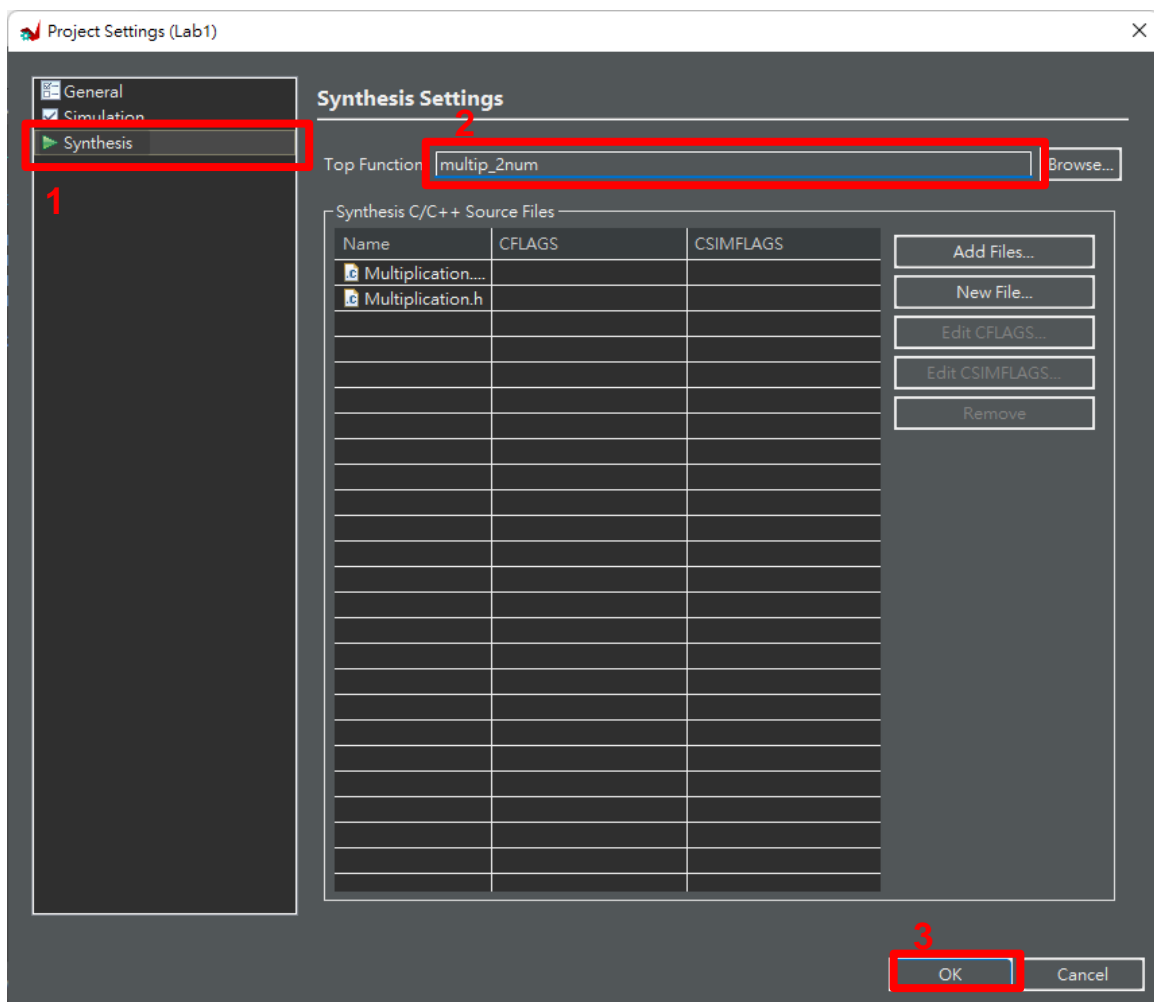 Project Settings (Lab1)
General
Simulation
Synthesis
1
Synthesis Settings
2
Top Function multip_2num Browse...
Synthesis C/C++ Source Files
Name CFLAGS CSIMFLAGS
Multiplication....
Multiplication.h
Add Files...
New File...
Edit CFLAGS...
Edit CSIMFLAGS...
Remove
3
OK Cancel